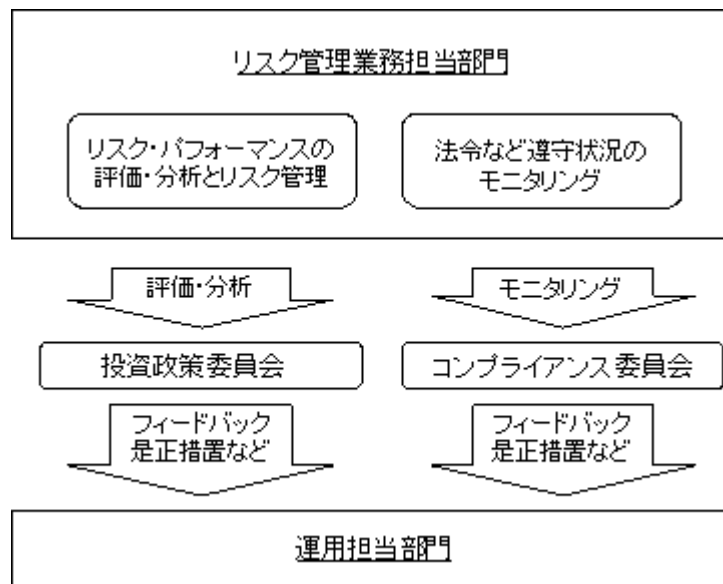 リスク管理業務担当部門
リスク・パフォーマンスの
評価・分析とリスク管理
法令など遵守状況の
モニタリング
評価・分析
モニタリング
投資政策委員会
コンプライアンス委員会
フィードバック
是正措置など
フィードバック
是正措置など
運用担当部門